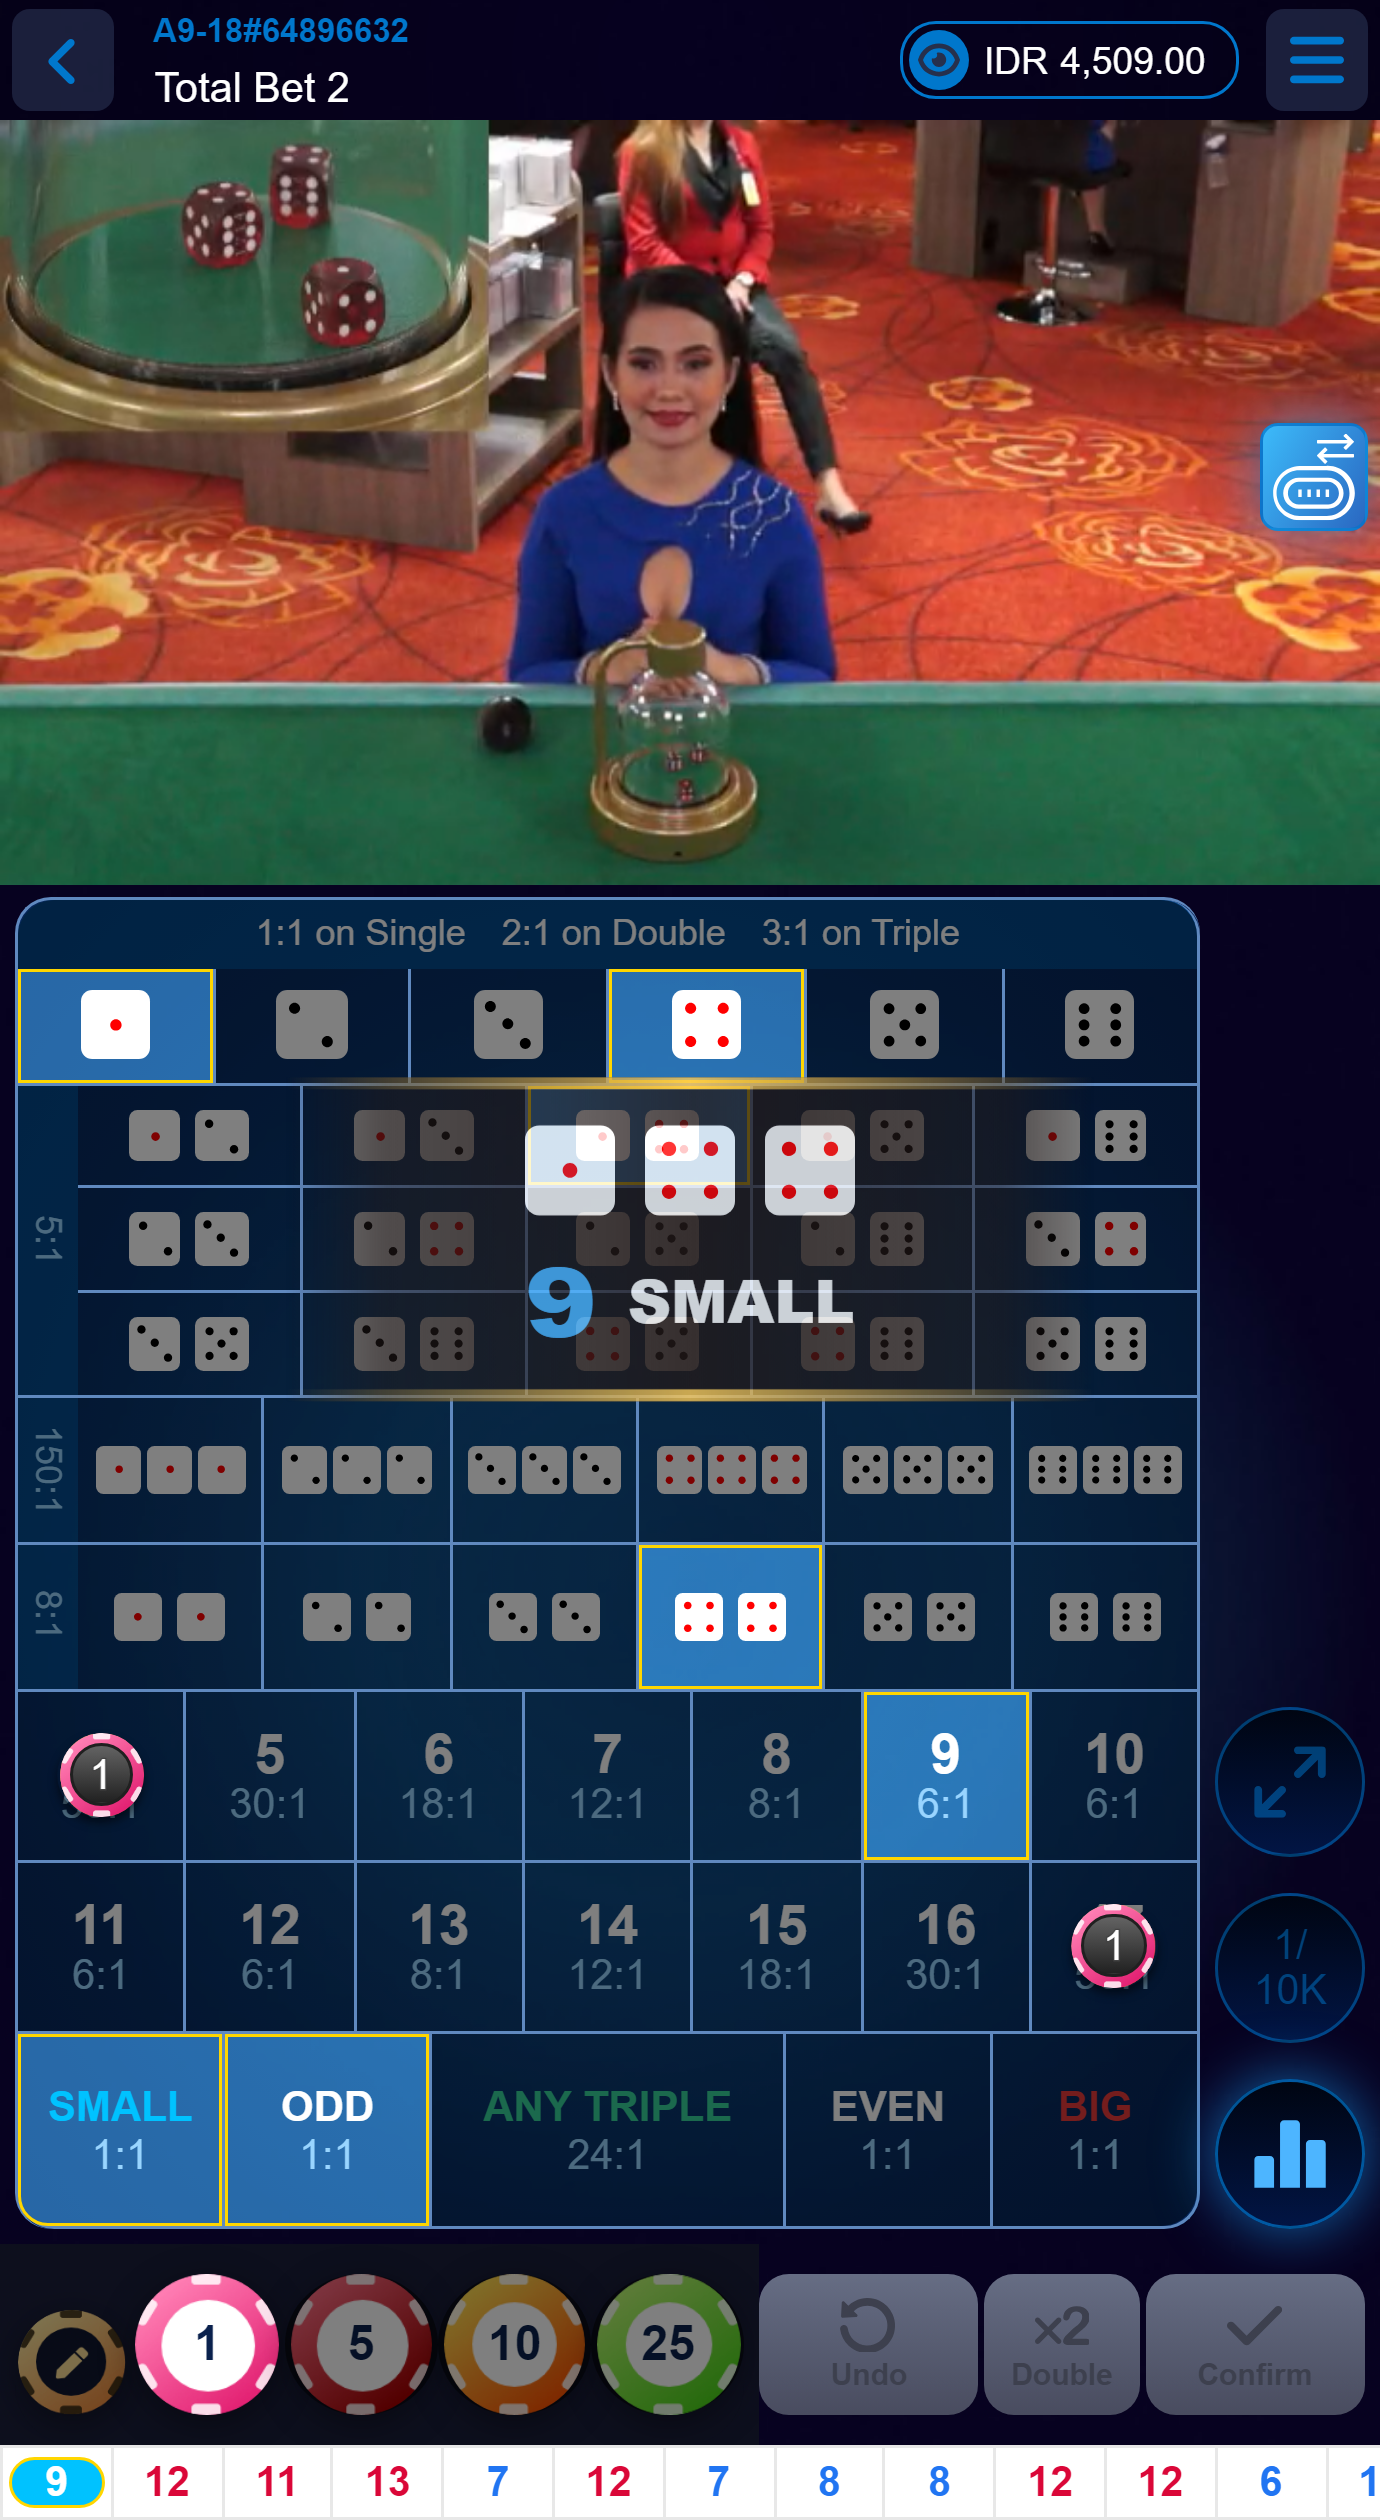 A9-18#64896632
Total Bet 2
IDR 4,509.00
1:1 on Single 2:1 on Double 3:1 on Triple
5:1
9 SMALL
150:1
8:1
1
5 6 7 8 9 10
30:1 18:1 12:1 8:1 6:1 6:1
11 12 13 14 15 16
1
6:1 6:1 8:1 12:1 18:1 30:1
1/
10K
SMALL ODD ANY TRIPLE EVEN BIG
1:1 1:1 24:1 1:1 1:1
1 5 10 25
x2
Undo Double Confirm
9 12 11 13 7 12 7 8 8 12 12 6 1